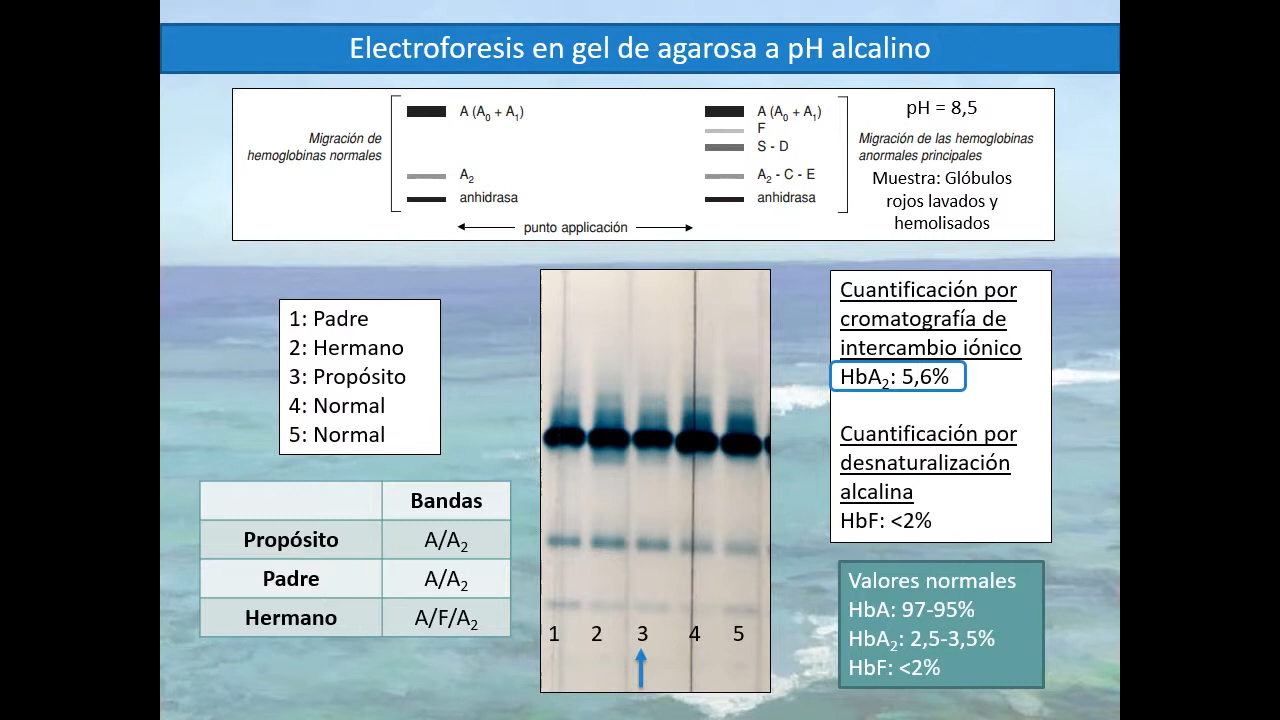 Electroforesis en gel de agarosa a pH alcalino
Migración de
hemoglobinas normales
A (A0 + A1)
A2
anhidrasa
punto applicación
A (A0 + A1)
F
S - D
A2 - C - E
anhidrasa
pH = 8,5
Migración de las hemoglobinas
anormales principales
Muestra: Glóbulos
rojos lavados y
hemolisados
1: Padre
2: Hermano
3: Propósito
4: Normal
5: Normal
Bandas
Propósito A/A2
Padre A/A2
Hermano A/F/A2
1 2 3 4 5
Cuantificación por
cromatografía de
intercambio iónico
HbA2: 5,6%
Cuantificación por
desnaturalización
alcalina
HbF: <2%
Valores normales
HbA: 97-95%
HbA2: 2,5-3,5%
HbF: <2%